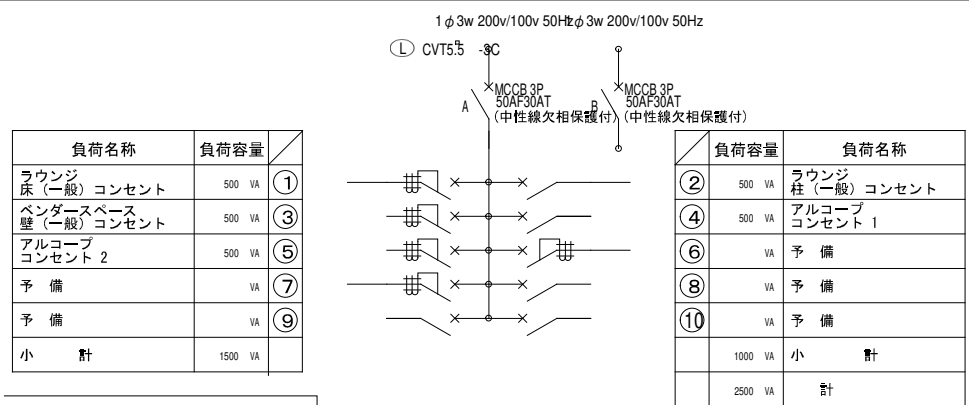 1φ3w 200v/100v 50Hz
1φ3w 200v/100v 50Hz
Ⓛ CVT5.5□-3C
A
MCCB 3P
50AF30AT
(中性線欠相保護付)
B
MCCB 3P
50AF30AT
(中性線欠相保護付)
負荷名称 負荷容量
ラウンジ
床（一般）コンセント 500 VA ①
ベンダースペース
壁（一般）コンセント 500 VA ③
アルコープ
コンセント 2 500 VA ⑤
予 備 VA ⑦
予 備 VA ⑨
小 計 1500 VA
負荷容量 負荷名称
② 500 VA ラウンジ
柱（一般）コンセント
④ 500 VA アルコープ
コンセント 1
⑥ VA 予 備
⑧ VA 予 備
⑩ VA 予 備
1000 VA 小 計
2500 VA 計